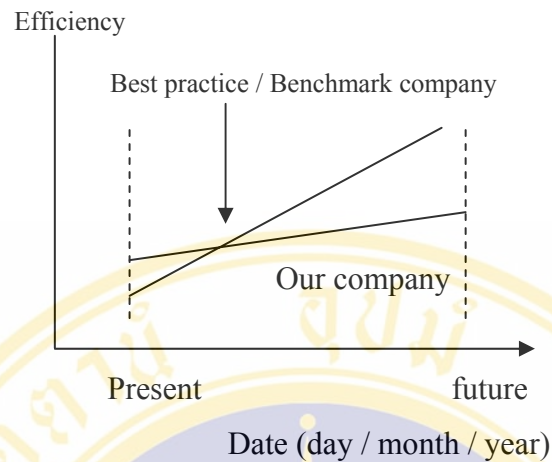 Efficiency
Best practice / Benchmark company
Our company
Present future
Date (day / month / year)